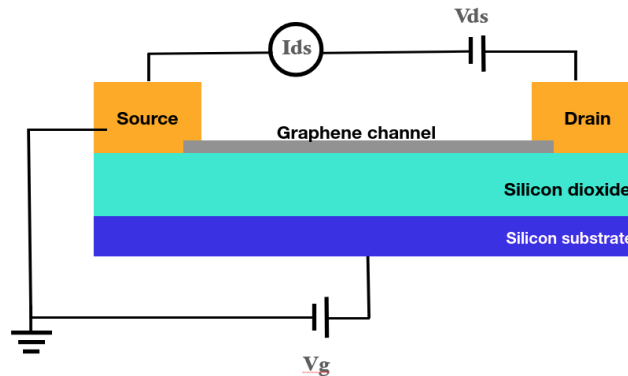 Vds
Ids
Source
Graphene channel
Drain
Silicon dioxide
Silicon substrate
Vg